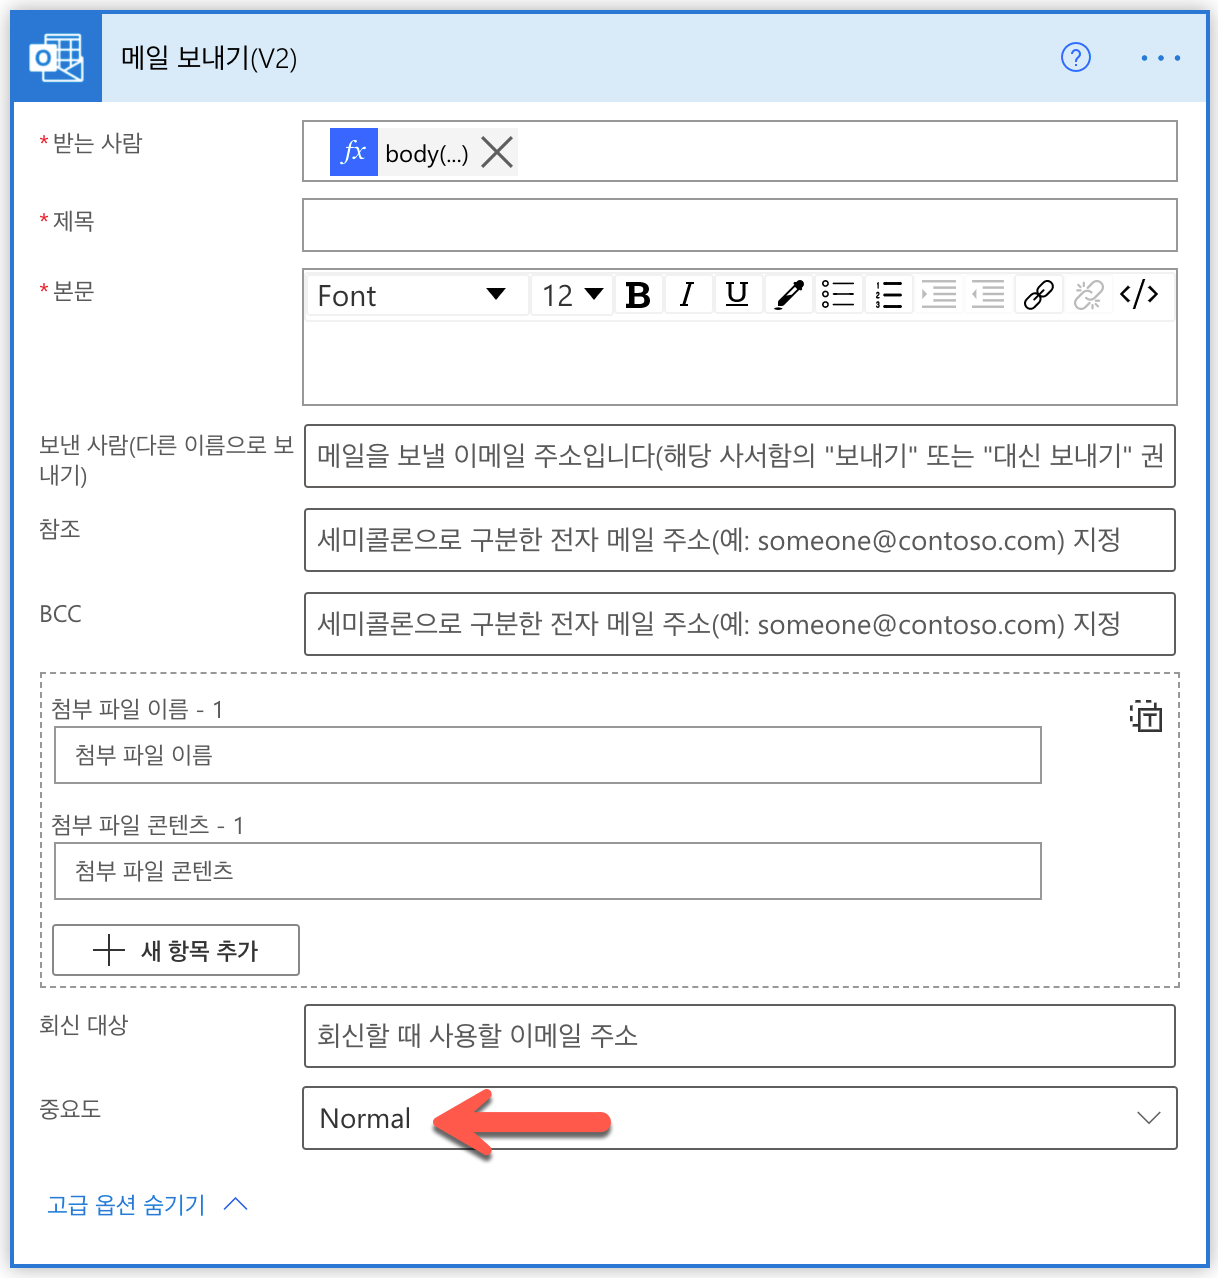 메일 보내기(V2)
* 받는 사람
fx body(...)
* 제목
* 본문
Font 12 B I U </>
보낸 사람(다른 이름으로 보
내기)
메일을 보낼 이메일 주소입니다(해당 사서함의 "보내기" 또는 "대신 보내기" 권
참조
세미콜론으로 구분한 전자 메일 주소(예: someone@contoso.com) 지정
BCC
세미콜론으로 구분한 전자 메일 주소(예: someone@contoso.com) 지정
첨부 파일 이름 - 1
첨부 파일 이름
첨부 파일 콘텐츠 - 1
첨부 파일 콘텐츠
새 항목 추가
회신 대상
회신할 때 사용할 이메일 주소
중요도
Normal
고급 옵션 숨기기